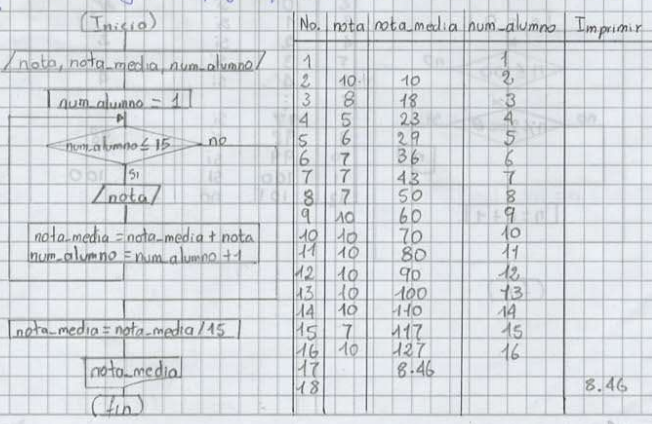 (Inicio)
/nota, nota_media, num_alumno/
num_alumno = 1
num_alumno ≤ 15
no
si
/nota/
nota_media = nota_media + nota
num_alumno = num_alumno + 1
nota_media = nota_media / 15
nota_media
(fin)
No. nota nota_media num_alumno Imprimir
1 1
2 10 10 2
3 8 18 3
4 5 23 4
5 6 29 5
6 7 36 6
7 7 43 7
8 7 50 8
9 10 60 9
10 10 70 10
11 10 80 11
12 10 90 12
13 10 100 13
14 10 110 14
15 7 117 15
16 10 127 16
17 8.46
18 8.46